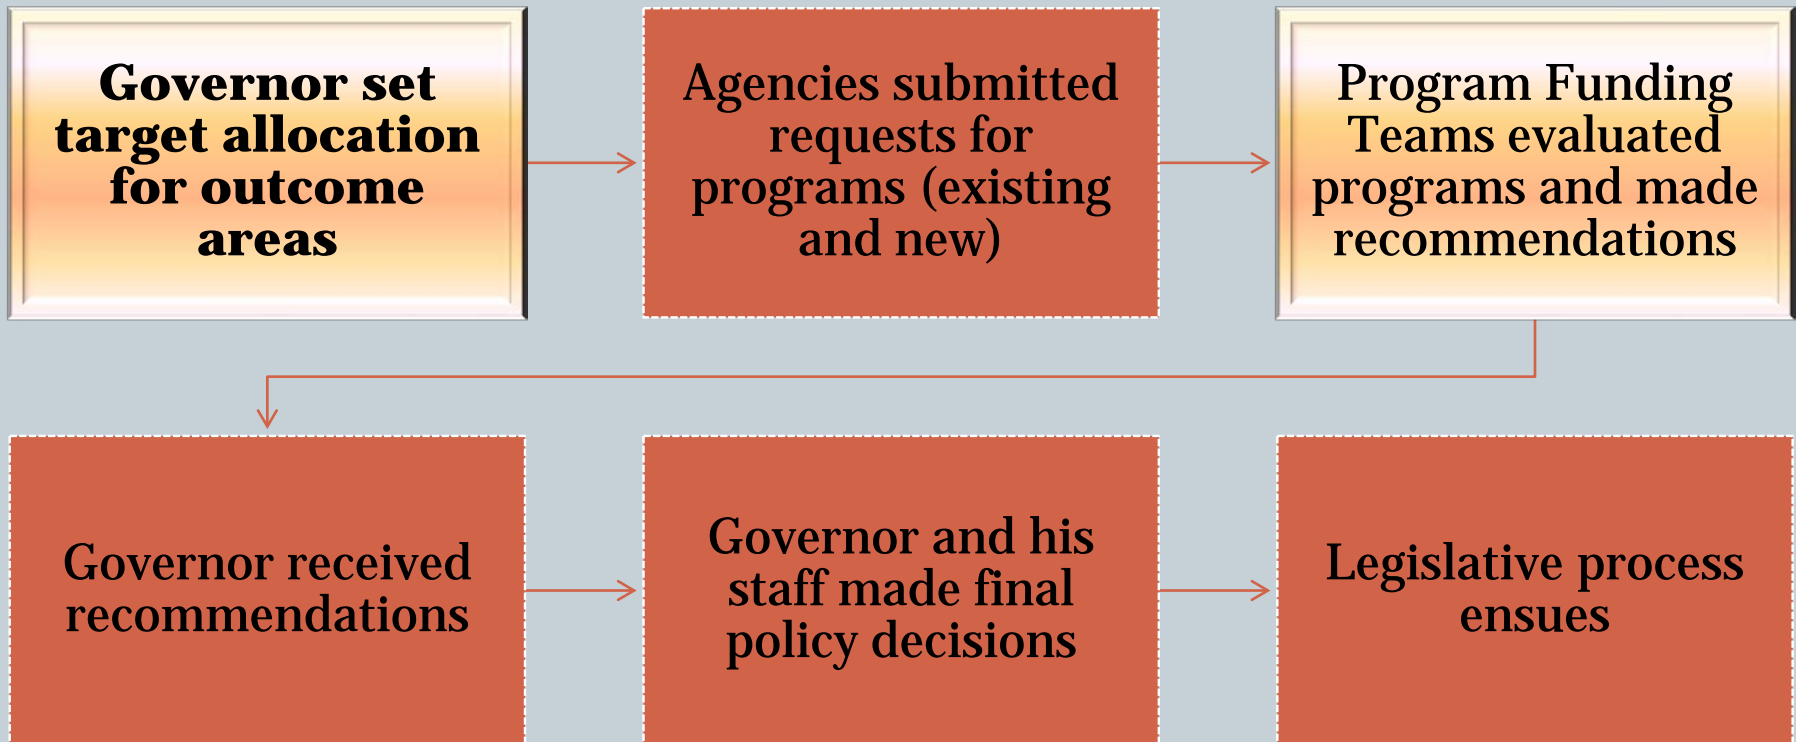 Governor set
target allocation
for outcome
areas
Agencies submitted
requests for
programs (existing
and new)
Program Funding
Teams evaluated
programs and made
recommendations
Governor received
recommendations
Governor and his
staff made final
policy decisions
Legislative process
ensues